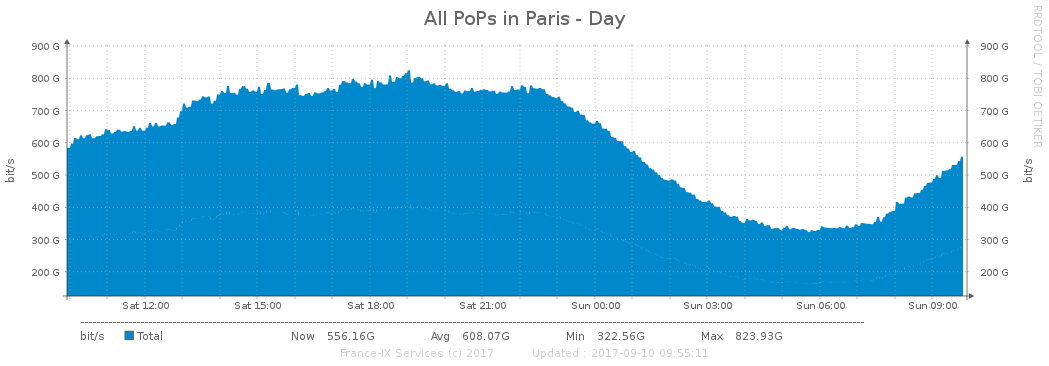 All PoPs in Paris - Day
RRDTOOL / TOBI OETIKER
900 G 900 G
800 G 800 G
700 G 700 G
600 G 600 G
500 G 500 G
400 G 400 G
300 G 300 G
200 G 200 G
bit/s bit/s
Sat 12:00 Sat 15:00 Sat 18:00 Sat 21:00 Sun 00:00 Sun 03:00 Sun 06:00 Sun 09:00
bit/s Total Now 556.16G Avg 608.07G Min 322.56G Max 823.93G
France-IX Services (c) 2017 Updated : 2017-09-10 09:55:11